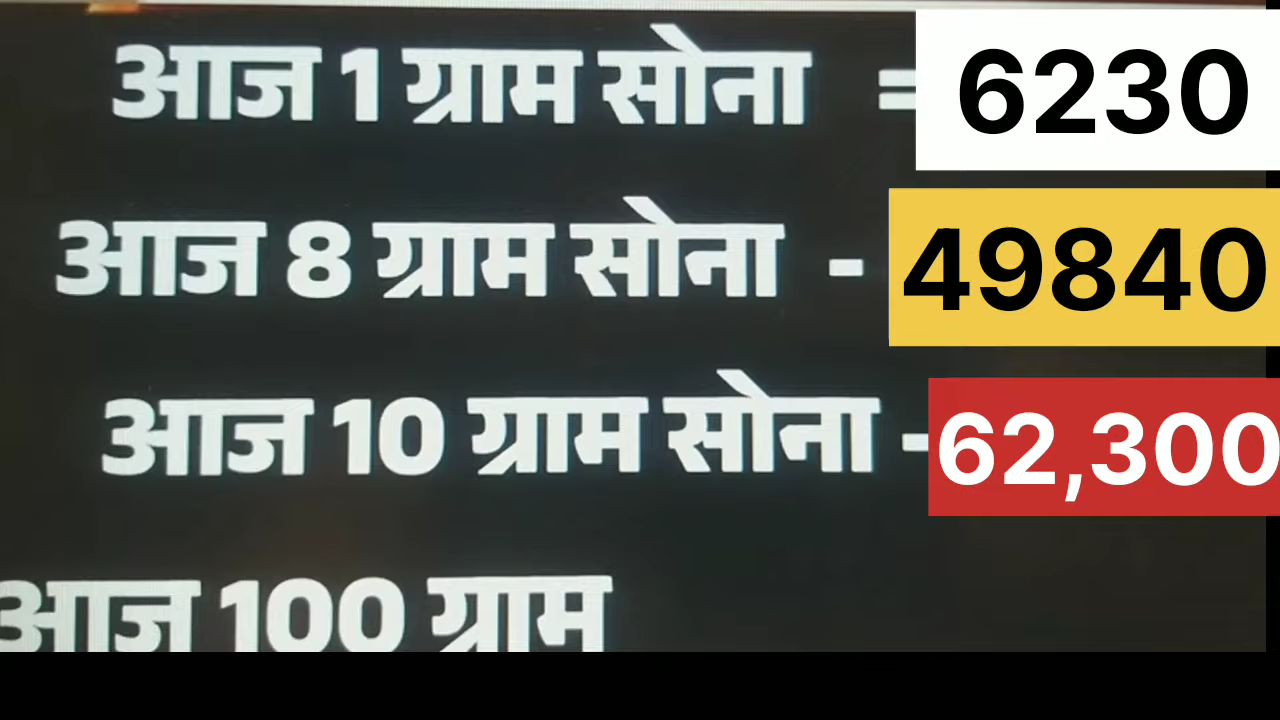 आज 1 ग्राम सोना = 6230
आज 8 ग्राम सोना - 49840
आज 10 ग्राम सोना - 62,300
आज 100 ग्राम